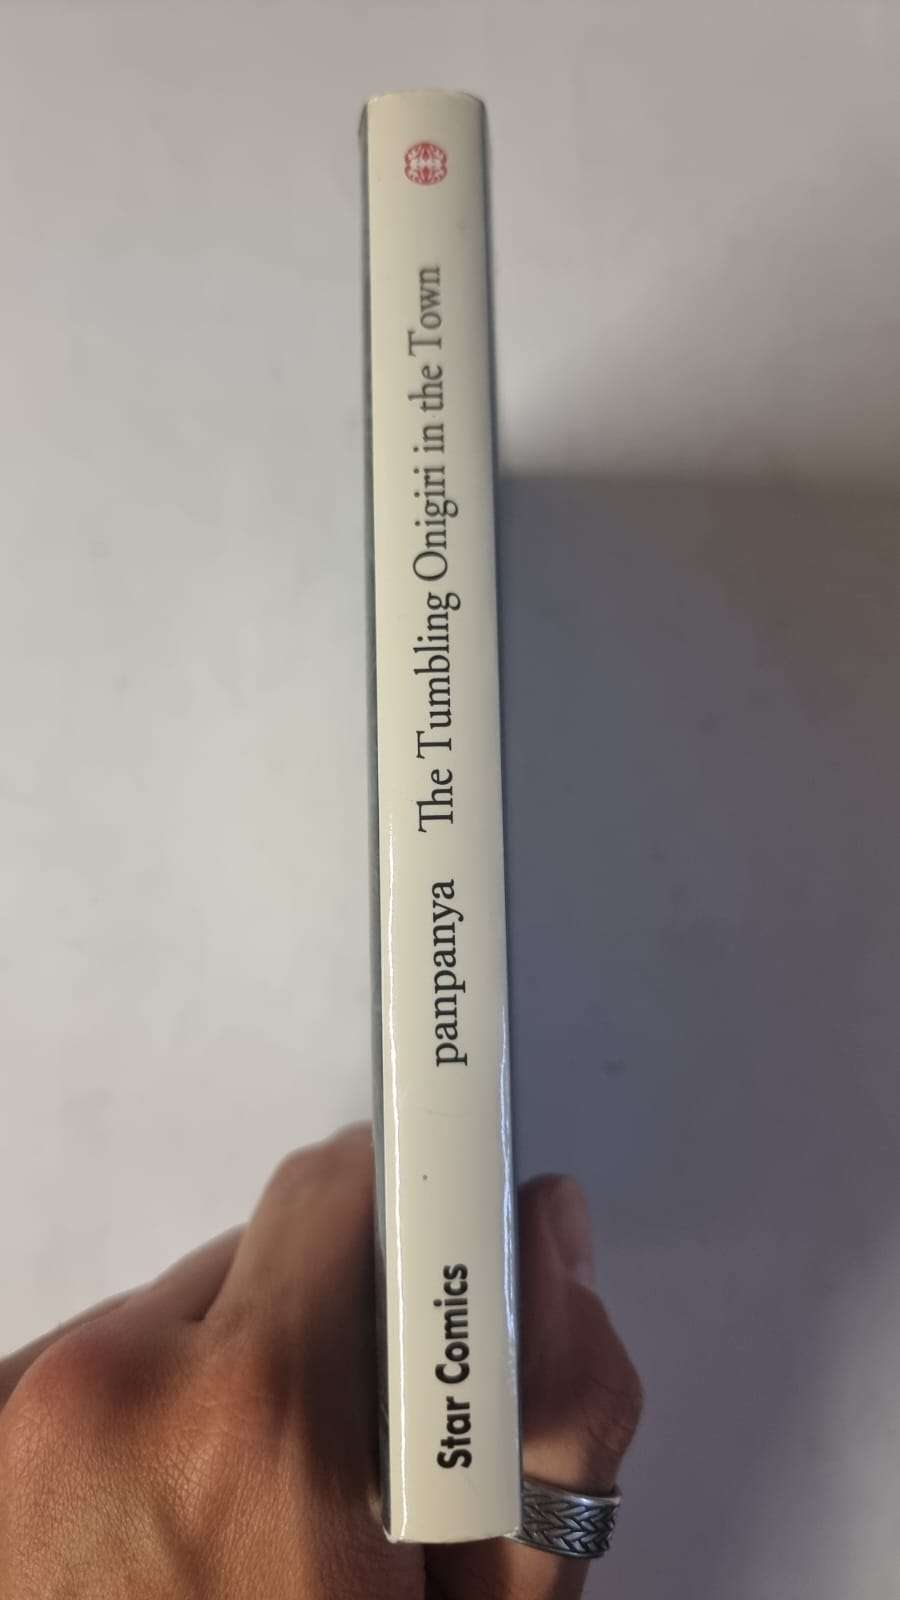 Star Comics
panpanya
The Tumbling Onigiri in the Town